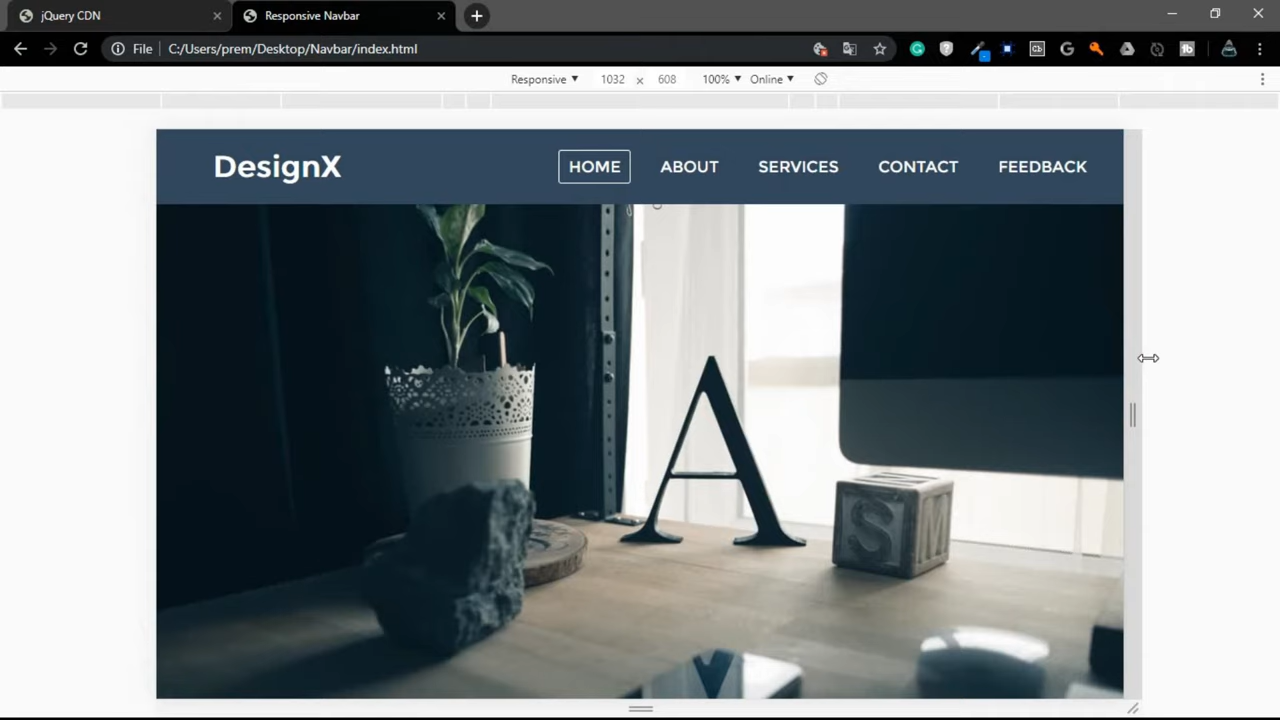 jQuery CDN
Responsive Navbar
File C:/Users/prem/Desktop/Navbar/index.html
Responsive 1032 × 608 100% Online
DesignX HOME ABOUT SERVICES CONTACT FEEDBACK
A
S M